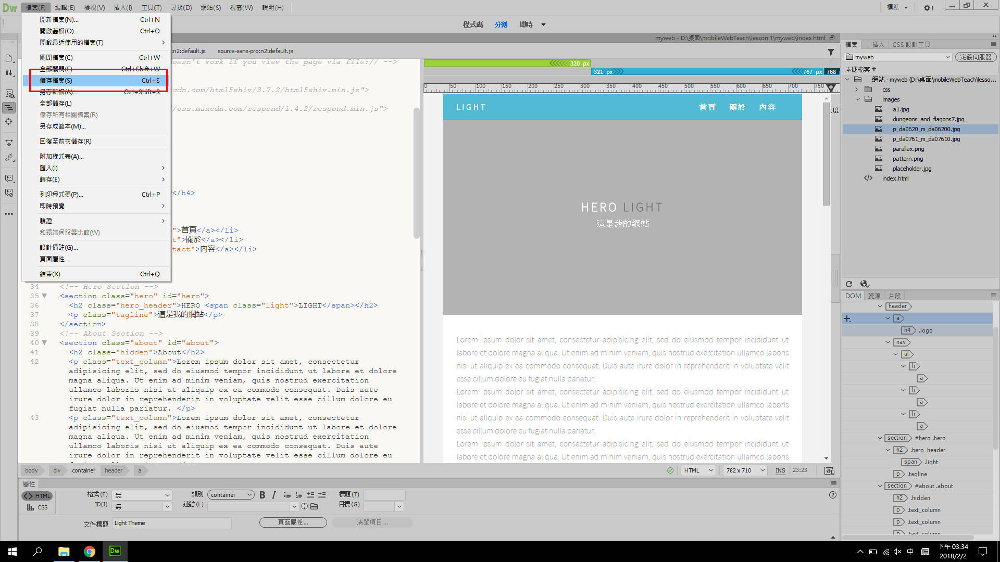 Dw 檔案(F) 編輯(E) 檢視(V) 插入(I) 工具(T) 尋找(D) 網站(S) 視窗(W) 說明(H) 標準
程式碼 分割 即時
開新檔案(N)... Ctrl+N
開啟舊檔(O)... Ctrl+O
開啟最近使用的檔案(T)
關閉檔案(C) Ctrl+W
全部關閉(E) Ctrl+Shift+W
儲存檔案(S) Ctrl+S
另存新檔(A)... Ctrl+Shift+S
全部儲存(L)
儲存所有相關檔案(R)
另存成範本(M)...
回復至前次儲存(R)
附加樣式表(A)...
匯入(I)
轉存(E)
列印程式碼(P)... Ctrl+P
即時預覽
驗證
和遠端伺服器比較(W)
設計備註(G)...
頁面屬性...
結束(X) Ctrl+Q
myweb - D:\桌面\mobileWebTeach\lesson 1\myweb\index.html
:n2:default.js source-sans-pro:n2:default.js
oesn't work if you view the page via file:// -->
cdn.com/html5shiv/3.7.2/html5shiv.min.js">
/oss.maxcdn.com/respond/1.4.2/respond.min.js">
</h4>
">首頁</a></li>
t">關於</a></li>
tact">內容</a></li>
34 <!-- Hero Section -->
35 <section class="hero" id="hero">
36 <h2 class="hero_header">HERO <span class="light">LIGHT</span></h2>
37 <p class="tagline">這是我的網站</p>
38 </section>
39 <!-- About Section -->
40 <section class="about" id="about">
41 <h2 class="hidden">About</h2>
42 <p class="text_column">Lorem ipsum dolor sit amet, consectetur
adipisicing elit, sed do eiusmod tempor incididunt ut labore et dolore
magna aliqua. Ut enim ad minim veniam, quis nostrud exercitation
ullamco laboris nisi ut aliquip ex ea commodo consequat. Duis aute
irure dolor in reprehenderit in voluptate velit esse cillum dolore eu
fugiat nulla pariatur. </p>
43 <p class="text_column">Lorem ipsum dolor sit amet, consectetur
adipisicing elit, sed do eiusmod tempor incididunt ut labore et dolore
magna aliqua. Ut enim ad minim veniam, quis nostrud exercitation
ullamco laboris nisi ut aliquip ex ea commodo consequat. Duis aute
irure dolor in reprehenderit in voluptate velit esse cillum dolore eu
320 px
321 px 767 px 768
0 50 100 150 200 250 300 350 400 450 500 550 600 650 700 750
LIGHT 首頁 關於 內容
HERO LIGHT
這是我的網站
Lorem ipsum dolor sit amet, consectetur adipisicing elit, sed do eiusmod tempor incididunt ut
labore et dolore magna aliqua. Ut enim ad minim veniam, quis nostrud exercitation ullamco laboris
nisi ut aliquip ex ea commodo consequat. Duis aute irure dolor in reprehenderit in voluptate velit
esse cillum dolore eu fugiat nulla pariatur.
Lorem ipsum dolor sit amet, consectetur adipisicing elit, sed do eiusmod tempor incididunt ut
labore et dolore magna aliqua. Ut enim ad minim veniam, quis nostrud exercitation ullamco laboris
nisi ut aliquip ex ea commodo consequat. Duis aute irure dolor in reprehenderit in voluptate velit
esse cillum dolore eu fugiat nulla pariatur.
Lorem ipsum dolor sit amet, consectetur adipisicing elit, sed do eiusmod tempor incididunt ut
labore et dolore magna aliqua. Ut enim ad minim veniam, quis nostrud exercitation ullamco laboris
度
檔案 插入 CSS 設計工具
myweb 定義伺服器
本機檔案
網站 - myweb (D:\桌面\mobileWebTeach\lesso...
css
images
a1.jpg
dungeons_and_flagons7.jpg
p_da0620_m_da06200.jpg
p_da0761_m_da07610.jpg
parallax.png
pattern.png
placeholder.jpg
index.html
DOM 資源 片段
header
a
h4 .logo
nav
ul
li
a
li
a
li
a
section #hero .hero
h2 .hero_header
span .light
p .tagline
section #about .about
h2 .hidden
p .text_column
p .text_column
p .text_column
body div .container header a HTML 782 x 710 INS 23:23
屬性
HTML 格式(F) 無 類別 container B I 標題(T)
CSS ID(I) 無 連結(L) 目標(G)
文件標題 Light Theme 頁面屬性... 清單項目...
Dw 中 下午 03:34
2018/2/2